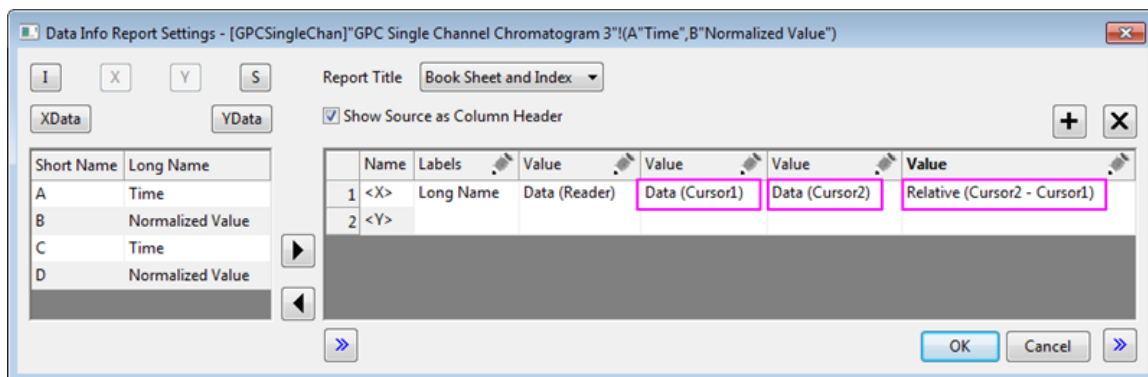 Data Info Report Settings - [GPCSingleChan]"GPC Single Channel Chromatogram 3"!(A"Time",B"Normalized Value")
I X Y S Report Title Book Sheet and Index
XData YData Show Source as Column Header
Short Name Long Name Name Labels Value Value Value Value
A Time 1 <X> Long Name Data (Reader) Data (Cursor1) Data (Cursor2) Relative (Cursor2 - Cursor1)
B Normalized Value 2 <Y>
C Time
D Normalized Value
OK Cancel